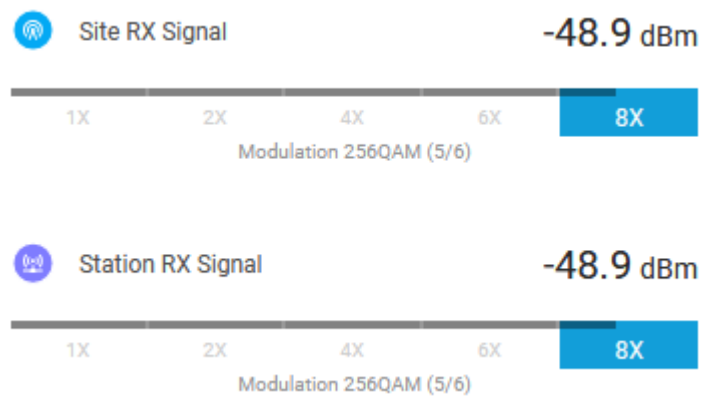 Site RX Signal -48.9 dBm
1X 2X 4X 6X 8X
Modulation 256QAM (5/6)
Station RX Signal -48.9 dBm
1X 2X 4X 6X 8X
Modulation 256QAM (5/6)